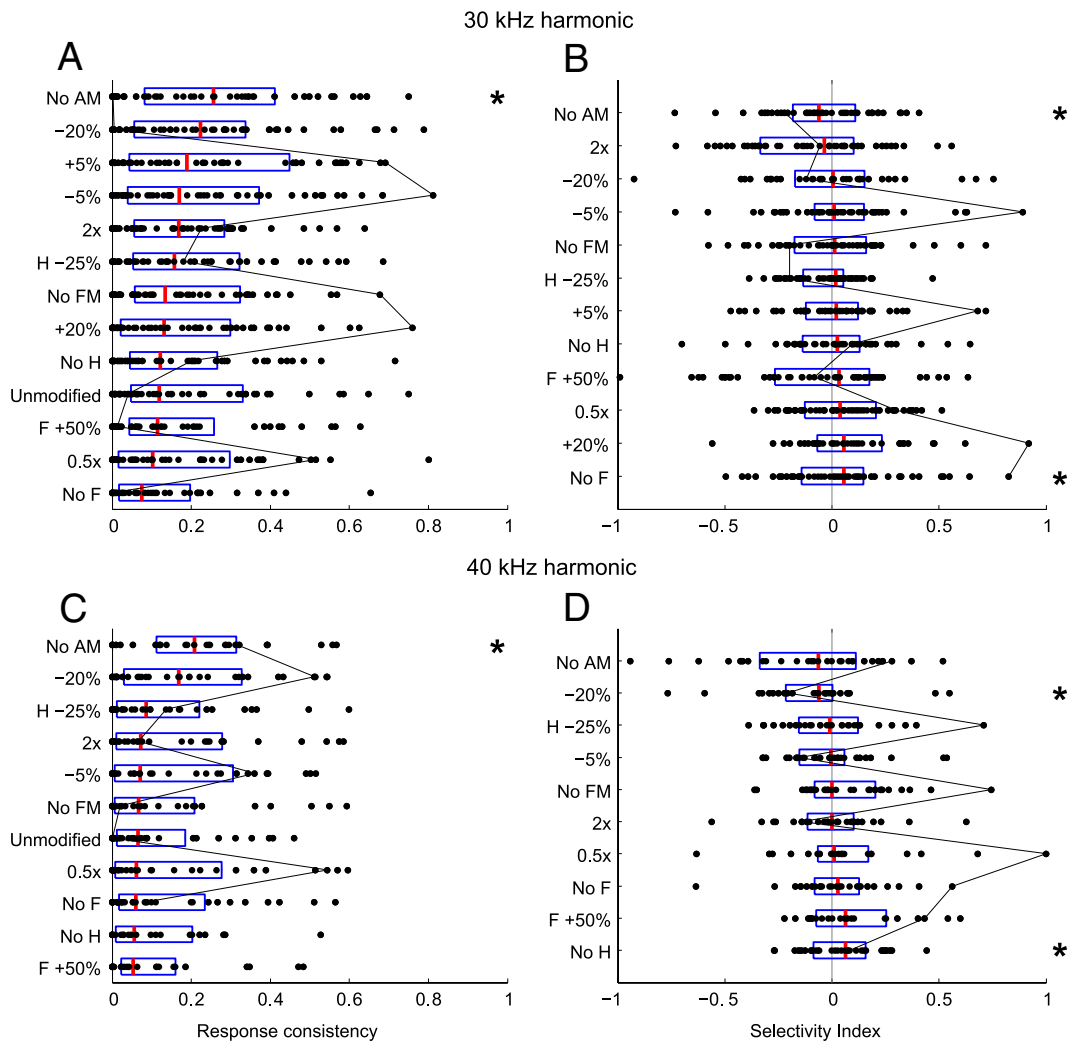 30 kHz harmonic
A
No AM
*
−20%
+5%
−5%
2x
H −25%
No FM
+20%
No H
Unmodified
F +50%
0.5x
No F
0
0.2
0.4
0.6
0.8
1
B
No AM
*
2x
−20%
−5%
No FM
H −25%
+5%
No H
F +50%
0.5x
+20%
No F
*
−1
−0. 5
0
0.5
1
40 kHz harmonic
C
No AM
*
−20%
H −25%
2x
−5%
No FM
Unmodified
0.5x
No F
No H
F +50%
0
0.2
0.4
0.6
0.8
1
Response consistency
D
No AM
−20%
*
H −25%
−5%
No FM
2x
0.5x
No F
F +50%
No H
*
−1
−0. 5
0
0.5
1
Selectivity Index